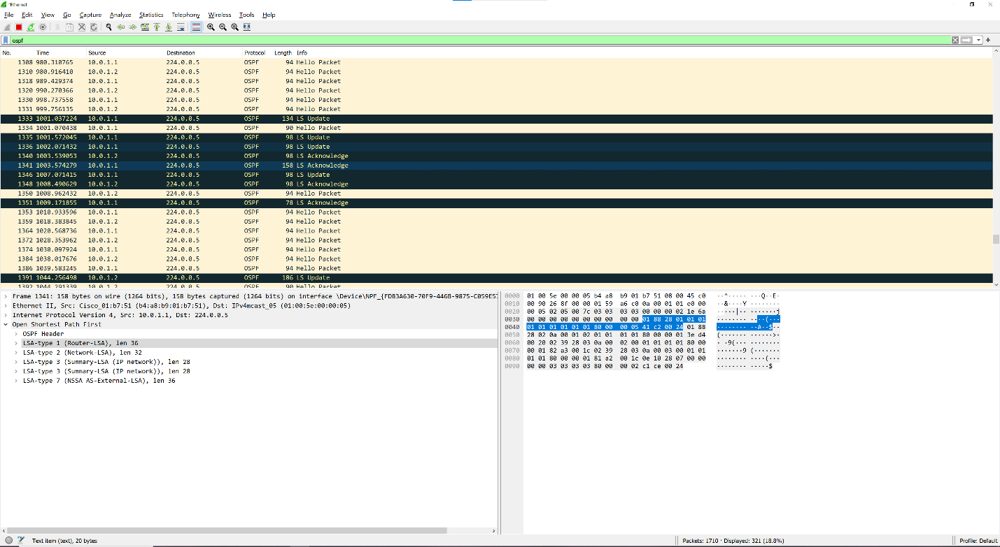 *Ethernet
File Edit View Go Capture Analyze Statistics Telephony Wireless Tools Help
ospf
No. Time Source Destination Protocol Length Info
1308 980.310765 10.0.1.1 224.0.0.5 OSPF 94 Hello Packet
1310 980.916410 10.0.1.2 224.0.0.5 OSPF 94 Hello Packet
1318 989.429374 10.0.1.1 224.0.0.5 OSPF 94 Hello Packet
1320 990.270366 10.0.1.2 224.0.0.5 OSPF 94 Hello Packet
1330 998.737558 10.0.1.1 224.0.0.5 OSPF 94 Hello Packet
1331 999.756135 10.0.1.2 224.0.0.5 OSPF 94 Hello Packet
1333 1001.037224 10.0.1.1 224.0.0.5 OSPF 134 LS Update
1334 1001.070438 10.0.1.1 224.0.0.5 OSPF 90 Hello Packet
1335 1001.572045 10.0.1.1 224.0.0.5 OSPF 98 LS Update
1336 1002.071432 10.0.1.1 224.0.0.5 OSPF 98 LS Update
1340 1003.539053 10.0.1.2 224.0.0.5 OSPF 98 LS Acknowledge
1341 1003.574279 10.0.1.1 224.0.0.5 OSPF 158 LS Acknowledge
1346 1007.071415 10.0.1.1 224.0.0.5 OSPF 98 LS Update
1348 1008.490629 10.0.1.2 224.0.0.5 OSPF 98 LS Acknowledge
1350 1008.962432 10.0.1.2 224.0.0.5 OSPF 94 Hello Packet
1351 1009.171855 10.0.1.1 224.0.0.5 OSPF 78 LS Acknowledge
1353 1010.933596 10.0.1.1 224.0.0.5 OSPF 94 Hello Packet
1359 1018.383845 10.0.1.2 224.0.0.5 OSPF 94 Hello Packet
1364 1020.568736 10.0.1.1 224.0.0.5 OSPF 94 Hello Packet
1372 1028.353962 10.0.1.2 224.0.0.5 OSPF 94 Hello Packet
1374 1030.097924 10.0.1.1 224.0.0.5 OSPF 94 Hello Packet
1384 1038.017676 10.0.1.2 224.0.0.5 OSPF 94 Hello Packet
1386 1039.583245 10.0.1.1 224.0.0.5 OSPF 94 Hello Packet
1391 1044.256498 10.0.1.2 224.0.0.5 OSPF 186 LS Update
1392 1044.291339 10.0.1.2 224.0.0.5 OSPF 90 Hello Packet
Frame 1341: 158 bytes on wire (1264 bits), 158 bytes captured (1264 bits) on interface \Device\NPF_{FDB3A630-70F9-446B-9875-C059E57
Ethernet II, Src: Cisco_01:b7:51 (b4:a8:b9:01:b7:51), Dst: IPv4mcast_05 (01:00:5e:00:00:05)
Internet Protocol Version 4, Src: 10.0.1.1, Dst: 224.0.0.5
Open Shortest Path First
OSPF Header
LSA-type 1 (Router-LSA), len 36
LSA-type 2 (Network-LSA), len 32
LSA-type 3 (Summary-LSA (IP network)), len 28
LSA-type 3 (Summary-LSA (IP network)), len 28
LSA-type 7 (NSSA AS-External-LSA), len 36
0000 01 00 5e 00 00 05 b4 a8 b9 01 b7 51 08 00 45 c0 ··^········Q··E·
0010 00 90 26 8f 00 00 01 59 a6 c0 0a 00 01 01 e0 00 ··&····Y········
0020 00 05 02 05 00 7c 03 03 03 03 00 00 00 02 1e 6a ·····|·········j
0030 00 00 00 00 00 00 00 00 00 00 01 88 28 01 01 01 ············(···
0040 01 01 01 01 01 01 80 00 00 05 41 c2 00 24 01 88 ··········A··$··
0050 28 02 0a 00 01 02 01 01 01 01 80 00 00 01 3e d4 (·············>·
0060 00 20 02 39 28 03 0a 00 02 00 01 01 01 01 80 00 · ·9(···········
0070 00 01 82 a3 00 1c 02 39 28 03 0a 00 03 00 01 01 ·······9(·······
0080 01 01 80 00 00 01 81 a2 00 1c 0e 10 28 07 00 00 ············(···
0090 00 00 03 03 03 03 80 00 00 02 c1 ce 00 24 ·············$
Text item (text), 20 bytes
Packets: 1710 · Displayed: 321 (18.8%)
Profile: Default